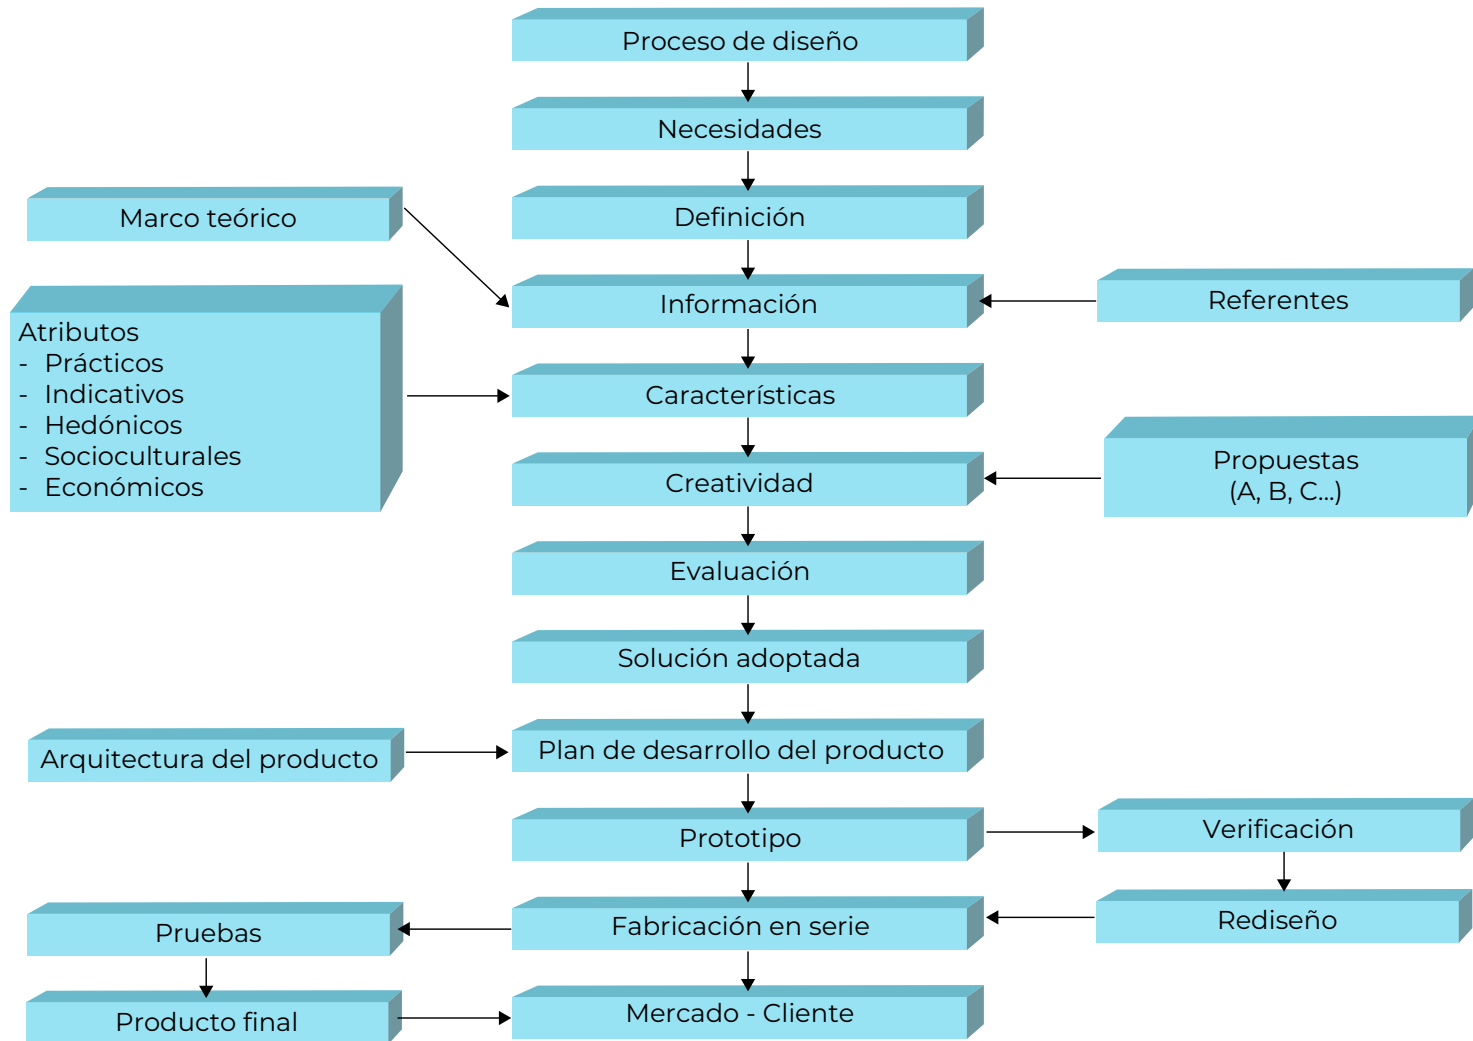 Proceso de diseño
Necesidades
Definición
Marco teórico
Información
Referentes
Atributos
- Prácticos
- Indicativos
- Hedónicos
- Socioculturales
- Económicos
Características
Creatividad
Propuestas
(A, B, C...)
Evaluación
Solución adoptada
Arquitectura del producto
Plan de desarrollo del producto
Prototipo
Verificación
Pruebas
Fabricación en serie
Rediseño
Producto final
Mercado - Cliente